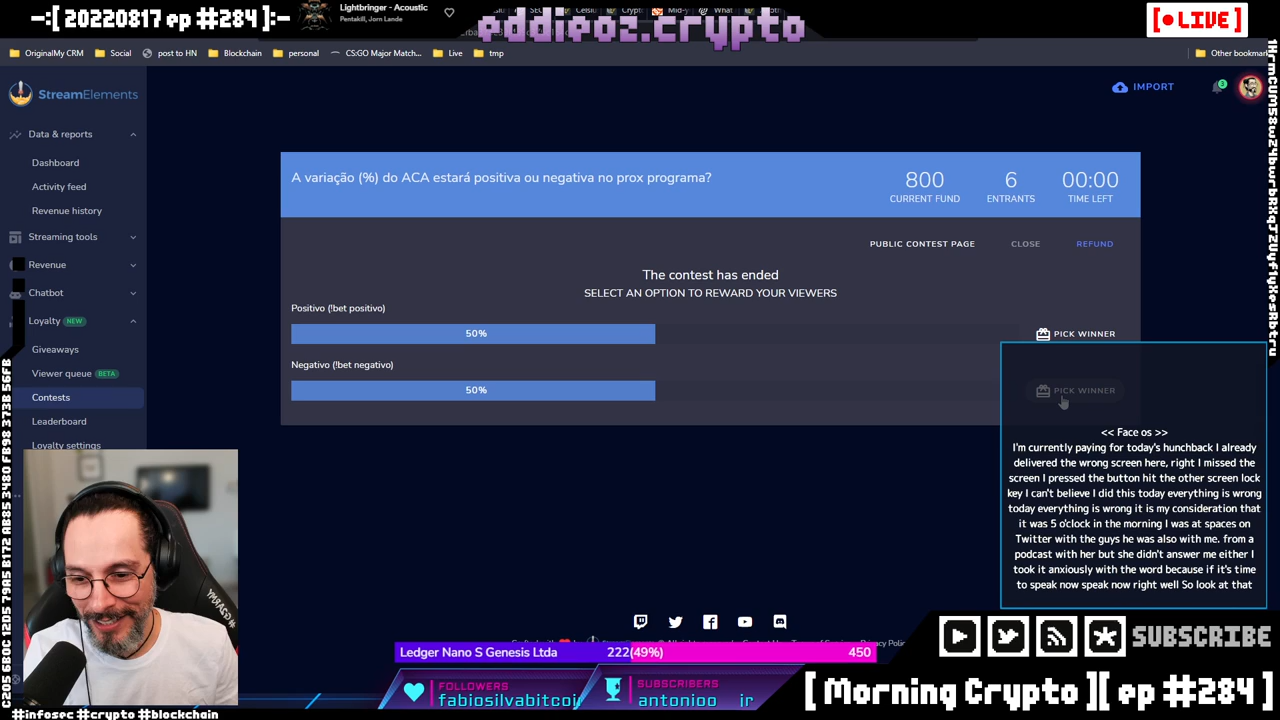 -:[ 20220817 ep #284 ]:-
Lightbringer - Acoustic
Pentakill, Jorn Lande
eddieoz.crypto
[ LIVE ]
OriginalMy CRM
Social
post to HN
Blockchain
personal
CS:GO Major Match...
Live
tmp
Other bookmar
StreamElements
IMPORT
3
Data & reports
Dashboard
Activity feed
Revenue history
Streaming tools
Revenue
Chatbot
Loyalty NEW
Giveaways
Viewer queue BETA
Contests
Leaderboard
Loyalty settings
A variação (%) do ACA estará positiva ou negativa no prox programa?
800
CURRENT FUND
6
ENTRANTS
00:00
TIME LEFT
PUBLIC CONTEST PAGE
CLOSE
REFUND
The contest has ended
SELECT AN OPTION TO REWARD YOUR VIEWERS
Positivo (!bet positivo)
50%
PICK WINNER
Negativo (!bet negativo)
50%
PICK WINNER
<< Face os >>
I'm currently paying for today's hunchback I already
delivered the wrong screen here, right I missed the
screen I pressed the button hit the other screen lock
key I can't believe I did this today everything is wrong
today everything is wrong it is my consideration that
it was 5 o'clock in the morning I was at spaces on
Twitter with the guys he was also with me. from a
podcast with her but she didn't answer me either I
took it anxiously with the word because if it's time
to speak now speak now right well So look at that
Ledger Nano S Genesis Ltda
222(49%)
450
FOLLOWERS
fabiosilvabitcoin
SUBSCRIBERS
antonioo jr
SUBSCRIBE
[ Morning Crypto ][ ep #284 ]
#infosec #crypto #blockchain